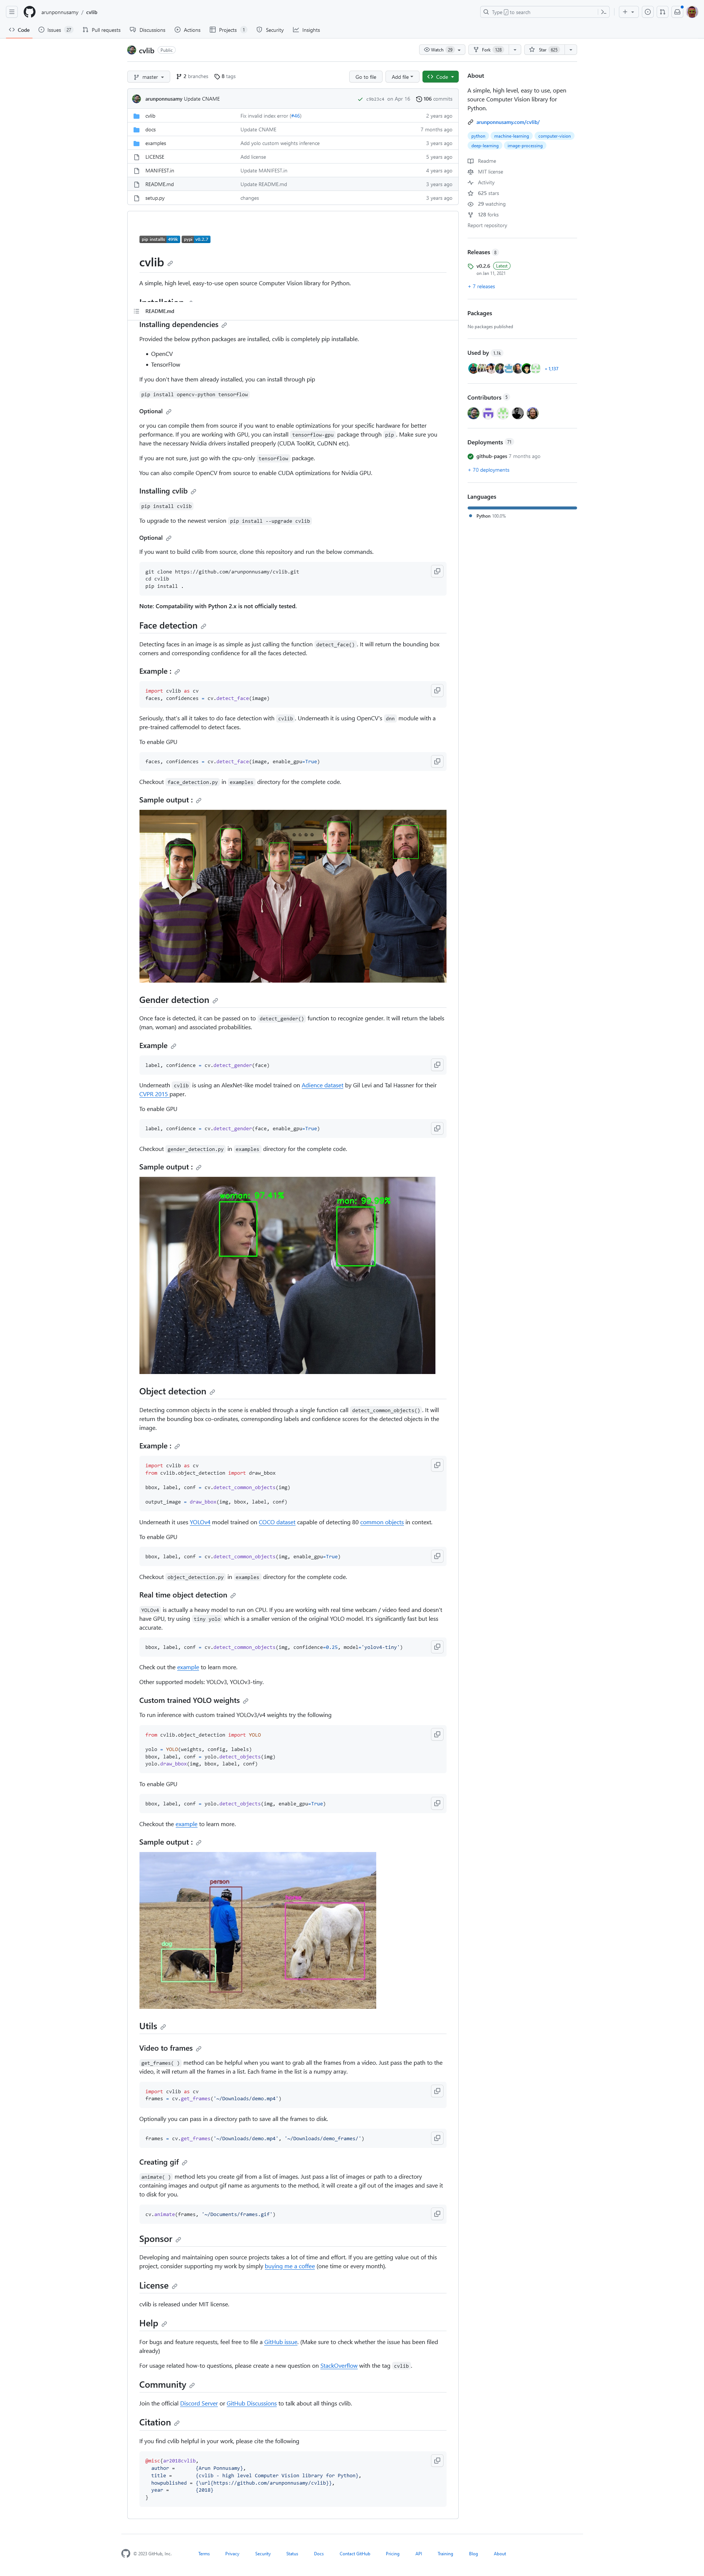 arunponnusamy / cvlib
Type / to search
Code Issues 27 Pull requests Discussions Actions Projects 1 Security Insights
cvlib Public
Watch 29 Fork 128 Star 625
master 2 branches 8 tags Go to file Add file Code
arunponnusamy Update CNAME on Apr 16 106 commits
cvlib Fix invalid index error 2 years ago
docs Update CNAME 7 months ago
examples Add yolo custom weights inference 3 years ago
LICENSE Add license 5 years ago
MANIFEST.in Update MANIFEST.in 4 years ago
README.md Update README.md 3 years ago
setup.py changes 3 years ago
About
A simple, high level, easy to use, open
source Computer Vision library for
Python.
arunponnusamy.com/cvlib/
python machine-learning computer-vision
deep-learning image-processing
Readme
MIT license
Activity
625 stars
29 watching
128 forks
Report repository
Releases 8
v0.2.6 Latest
on Jan 11, 2021
+ 7 releases
Packages
No packages published
Used by 1.1k
+ 1,137
Contributors 5
Deployments 71
github-pages 7 months ago
+ 70 deployments
Languages
Python 100.0%
pip installs 499k pypi v0.2.7
cvlib
A simple, high level, easy-to-use open source Computer Vision library for Python.
Installation
README.md
Installing dependencies
Provided the below python packages are installed, cvlib is completely pip installable.
OpenCV
TensorFlow
If you don't have them already installed, you can install through pip
pip install opencv-python tensorflow
Optional
or you can compile them from source if you want to enable optimizations for your specific hardware for better
performance. If you are working with GPU, you can install tensorflow-gpu package through pip . Make sure you
have the necessary Nvidia drivers installed preperly (CUDA ToolKit, CuDNN etc).
If you are not sure, just go with the cpu-only tensorflow package.
You can also compile OpenCV from source to enable CUDA optimizations for Nvidia GPU.
Installing cvlib
pip install cvlib
To upgrade to the newest version pip install --upgrade cvlib
Optional
If you want to build cvlib from source, clone this repository and run the below commands.
git clone https://github.com/arunponnusamy/cvlib.git
cd cvlib
pip install .
Note: Compatability with Python 2.x is not officially tested.
Face detection
Detecting faces in an image is as simple as just calling the function detect_face() . It will return the bounding box
corners and corresponding confidence for all the faces detected.
Example :
import cvlib as cv
faces, confidences = cv.detect_face(image)
Seriously, that's all it takes to do face detection with cvlib . Underneath it is using OpenCV's dnn module with a
pre-trained caffemodel to detect faces.
To enable GPU
faces, confidences = cv.detect_face(image, enable_gpu=True)
Checkout face_detection.py in examples directory for the complete code.
Sample output :
Gender detection
Once face is detected, it can be passed on to detect_gender() function to recognize gender. It will return the labels
(man, woman) and associated probabilities.
Example
label, confidence = cv.detect_gender(face)
Underneath cvlib is using an AlexNet-like model trained on Adience dataset by Gil Levi and Tal Hassner for their
CVPR 2015 paper.
To enable GPU
label, confidence = cv.detect_gender(face, enable_gpu=True)
Checkout gender_detection.py in examples directory for the complete code.
Sample output :
woman: 97.41% man:
Object detection
Detecting common objects in the scene is enabled through a single function call detect_common_objects() . It will
return the bounding box co-ordinates, corrensponding labels and confidence scores for the detected objects in the
image.
Example :
import cvlib as cv
from cvlib.object_detection import draw_bbox
bbox, label, conf = cv.detect_common_objects(img)
output_image = draw_bbox(img, bbox, label, conf)
Underneath it uses YOLOv4 model trained on COCO dataset capable of detecting 80 common objects in context.
To enable GPU
bbox, label, conf = cv.detect_common_objects(img, enable_gpu=True)
Checkout object_detection.py in examples directory for the complete code.
Real time object detection
YOLOv4 is actually a heavy model to run on CPU. If you are working with real time webcam / video feed and doesn't
have GPU, try using tiny yolo which is a smaller version of the original YOLO model. It's significantly fast but less
accurate.
bbox, label, conf = cv.detect_common_objects(img, confidence=0.25, model='yolov4-tiny')
Check out the example to learn more.
Other supported models: YOLOv3, YOLOv3-tiny.
Custom trained YOLO weights
To run inference with custom trained YOLOv3/v4 weights try the following
from cvlib.object_detection import YOLO
yolo = YOLO(weights, config, labels)
bbox, label, conf = yolo.detect_objects(img)
yolo.draw_bbox(img, bbox, label, conf)
To enable GPU
bbox, label, conf = yolo.detect_objects(img, enable_gpu=True)
Checkout the example to learn more.
Sample output :
person
dog
Utils
Video to frames
get_frames( ) method can be helpful when you want to grab all the frames from a video. Just pass the path to the
video, it will return all the frames in a list. Each frame in the list is a numpy array.
import cvlib as cv
frames = cv.get_frames('~/Downloads/demo.mp4')
Optionally you can pass in a directory path to save all the frames to disk.
frames = cv.get_frames('~/Downloads/demo.mp4', '~/Downloads/demo_frames/')
Creating gif
animate( ) method lets you create gif from a list of images. Just pass a list of images or path to a directory
containing images and output gif name as arguments to the method, it will create a gif out of the images and save it
to disk for you.
cv.animate(frames, '~/Documents/frames.gif')
Sponsor
Developing and maintaining open source projects takes a lot of time and effort. If you are getting value out of this
project, consider supporting my work by simply buying me a coffee (one time or every month).
License
cvlib is released under MIT license.
Help
For bugs and feature requests, feel free to file a GitHub issue. (Make sure to check whether the issue has been filed
already)
For usage related how-to questions, please create a new question on StackOverflow with the tag cvlib .
Community
Join the official Discord Server or GitHub Discussions to talk about all things cvlib.
Citation
If you find cvlib helpful in your work, please cite the following
@misc{ar2018cvlib,
author = {Arun Ponnusamy},
title = {cvlib - high level Computer Vision library for Python},
howpublished = {\url{https://github.com/arunponnusamy/cvlib}},
year = {2018}
}
© 2023 GitHub, Inc. Terms Privacy Security Status Docs Contact GitHub Pricing API Training Blog About